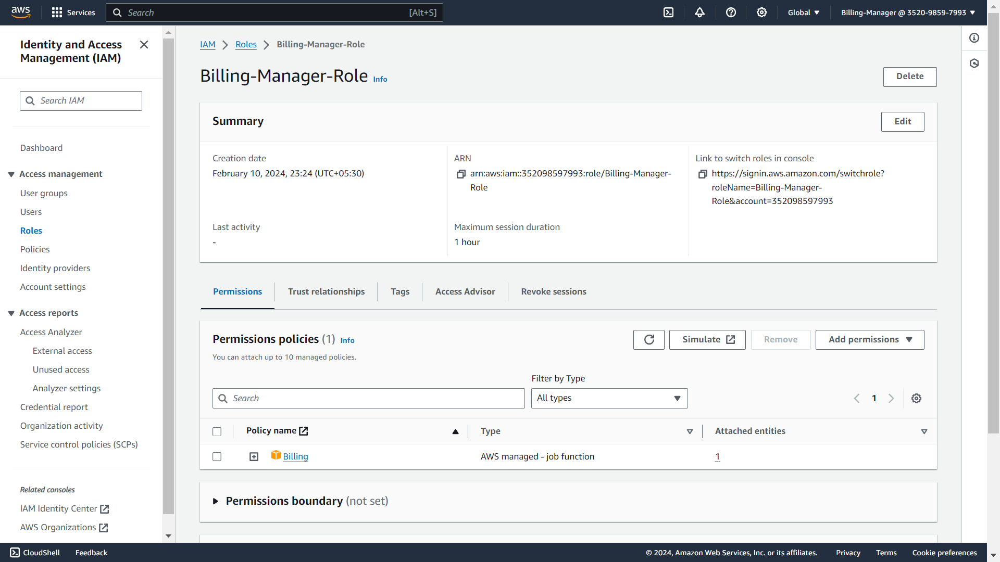 aws
Services
Search
[Alt+S]
Global
Billing-Manager @ 3520-9859-7993
Identity and Access
Management (IAM)
Search IAM
Dashboard
Access management
User groups
Users
Roles
Policies
Identity providers
Account settings
Access reports
Access Analyzer
External access
Unused access
Analyzer settings
Credential report
Organization activity
Service control policies (SCPs)
Related consoles
IAM Identity Center
AWS Organizations
IAM
Roles
Billing-Manager-Role
Billing-Manager-Role Info
Delete
Summary
Edit
Creation date
February 10, 2024, 23:24 (UTC+05:30)
ARN
arn:aws:iam::352098597993:role/Billing-Manager-
Role
Link to switch roles in console
https://signin.aws.amazon.com/switchrole?
roleName=Billing-Manager-
Role&account=352098597993
Last activity
-
Maximum session duration
1 hour
Permissions
Trust relationships
Tags
Access Advisor
Revoke sessions
Permissions policies (1) Info
You can attach up to 10 managed policies.
Simulate
Remove
Add permissions
Filter by Type
Search
All types
1
Policy name
Type
Attached entities
Billing
AWS managed - job function
1
Permissions boundary (not set)
CloudShell
Feedback
© 2024, Amazon Web Services, Inc. or its affiliates.
Privacy
Terms
Cookie preferences